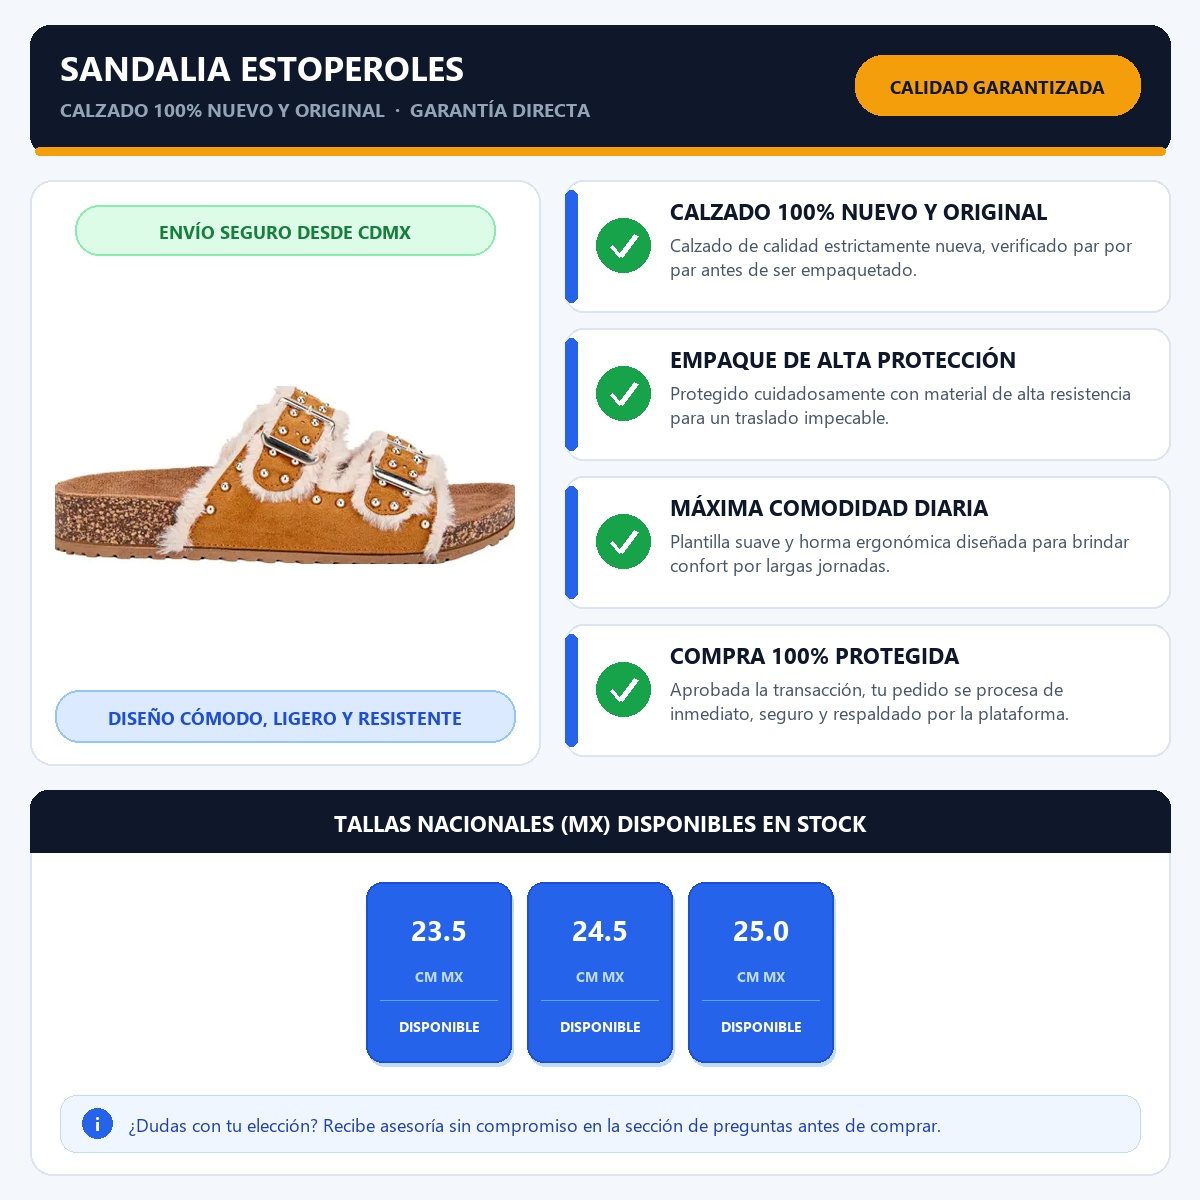 SANDALIA ESTOPEROLES
CALZADO 100% NUEVO Y ORIGINAL · GARANTÍA DIRECTA
CALIDAD GARANTIZADA
ENVÍO SEGURO DESDE CDMX
DISEÑO CÓMODO, LIGERO Y RESISTENTE
CALZADO 100% NUEVO Y ORIGINAL
Calzado de calidad estrictamente nueva, verificado par por
par antes de ser empaquetado.
EMPAQUE DE ALTA PROTECCIÓN
Protegido cuidadosamente con material de alta resistencia
para un traslado impecable.
MÁXIMA COMODIDAD DIARIA
Plantilla suave y horma ergonómica diseñada para brindar
confort por largas jornadas.
COMPRA 100% PROTEGIDA
Aprobada la transacción, tu pedido se procesa de
inmediato, seguro y respaldado por la plataforma.
TALLAS NACIONALES (MX) DISPONIBLES EN STOCK
23.5
CM MX
DISPONIBLE
24.5
CM MX
DISPONIBLE
25.0
CM MX
DISPONIBLE
¿Dudas con tu elección? Recibe asesoría sin compromiso en la sección de preguntas antes de comprar.